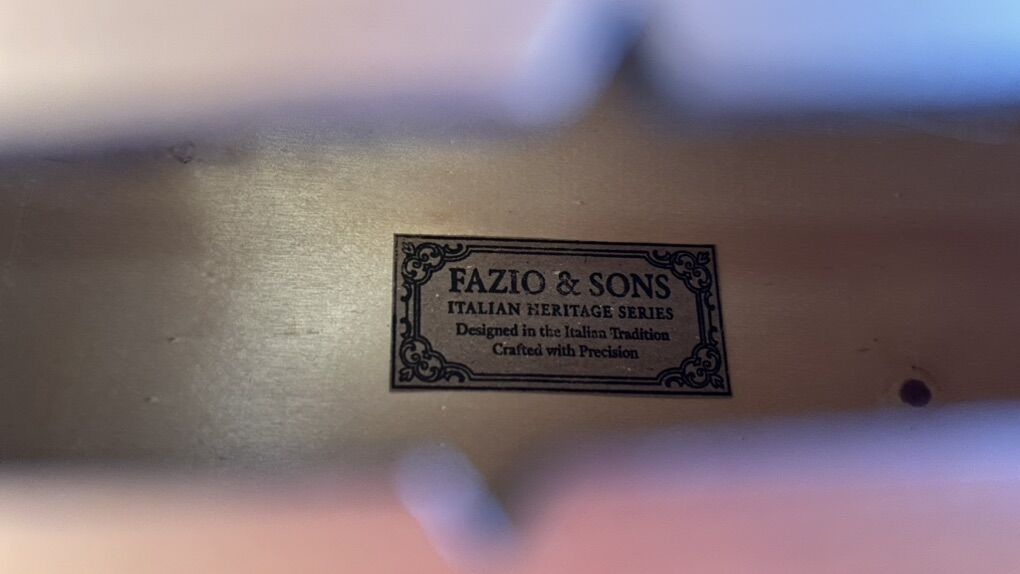 FAZIO & SONS
ITALIAN HERITAGE SERIES
Designed in the Italian Tradition
Crafted with Precision